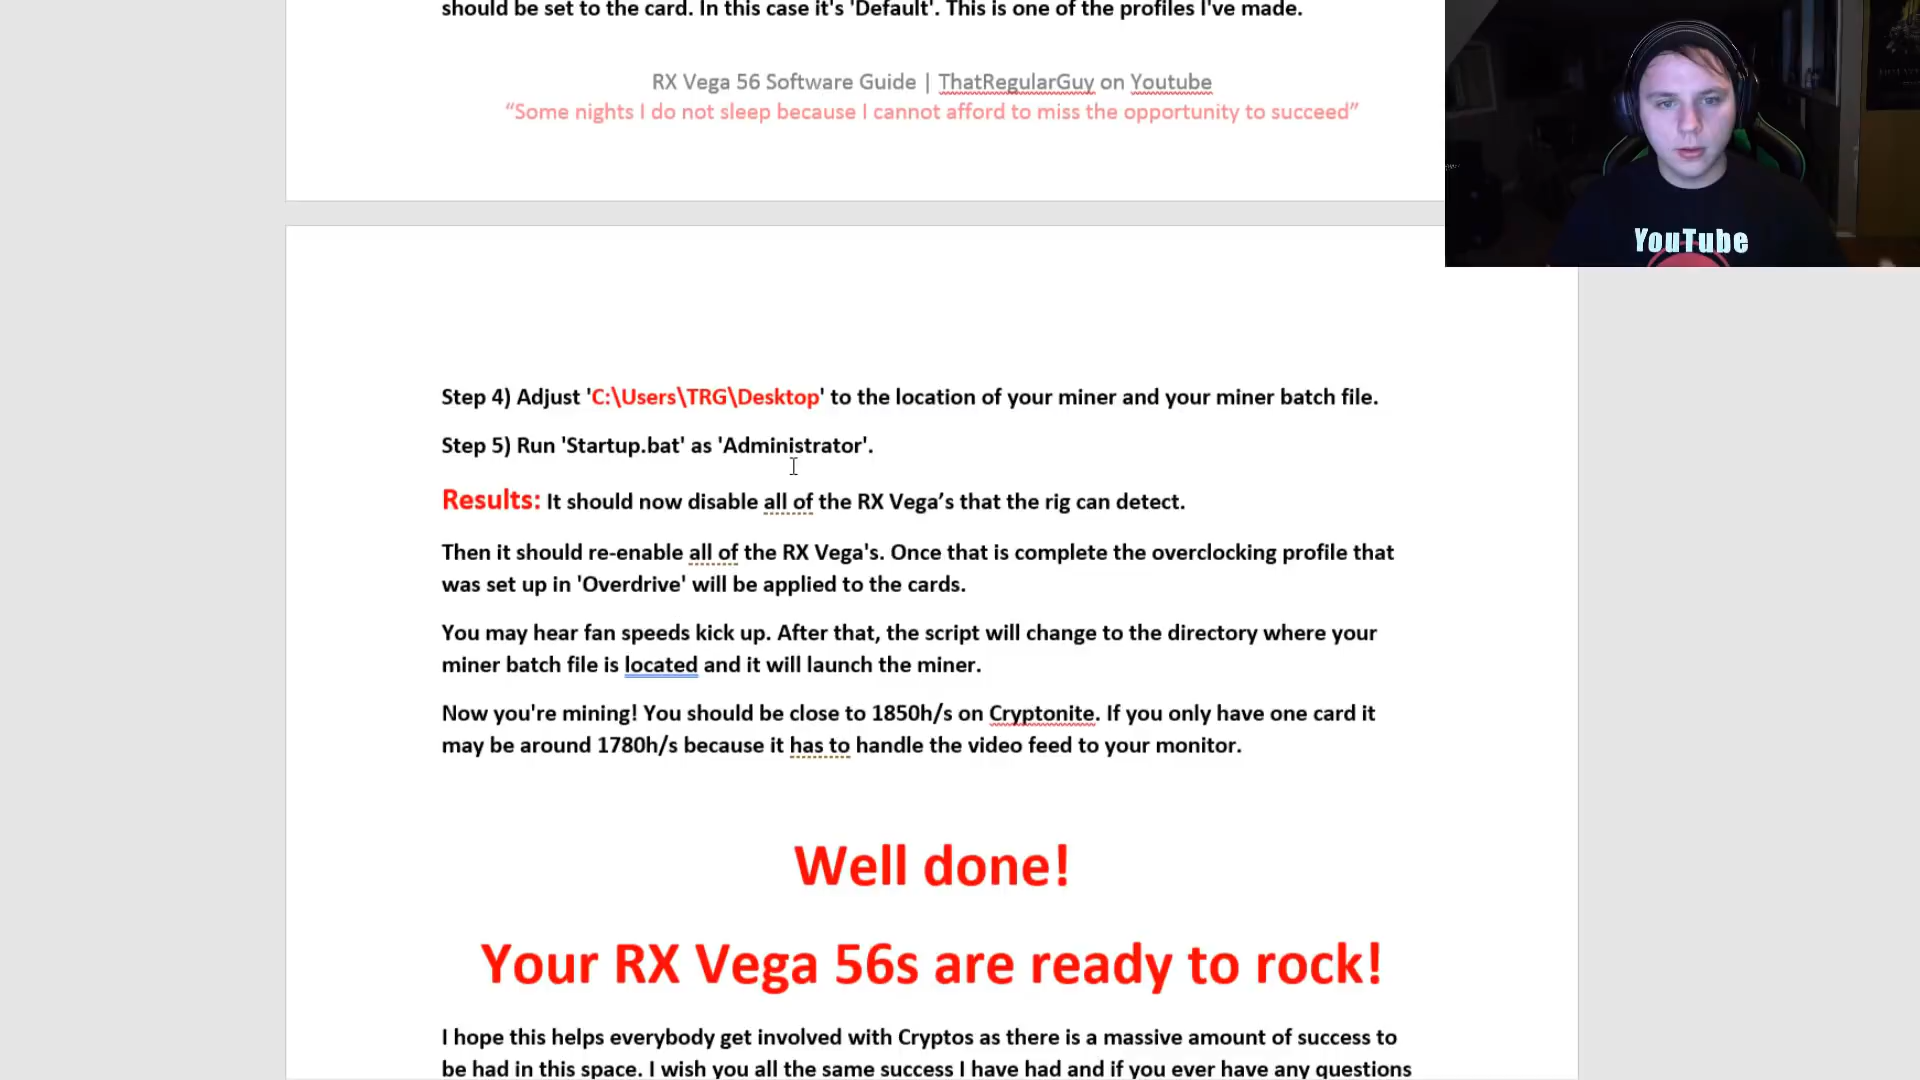 should be set to the card. In this case it's 'Default'. This is one of the profiles I've made.
RX Vega 56 Software Guide | ThatRegularGuy on Youtube
“Some nights I do not sleep because I cannot afford to miss the opportunity to succeed”
YouTube
Step 4) Adjust 'C:\Users\TRG\Desktop' to the location of your miner and your miner batch file.
Step 5) Run 'Startup.bat' as 'Administrator'.
Results: It should now disable all of the RX Vega’s that the rig can detect.
Then it should re-enable all of the RX Vega's. Once that is complete the overclocking profile that
was set up in 'Overdrive' will be applied to the cards.
You may hear fan speeds kick up. After that, the script will change to the directory where your
miner batch file is located and it will launch the miner.
Now you're mining! You should be close to 1850h/s on Cryptonite. If you only have one card it
may be around 1780h/s because it has to handle the video feed to your monitor.
Well done!
Your RX Vega 56s are ready to rock!
I hope this helps everybody get involved with Cryptos as there is a massive amount of success to
be had in this space. I wish you all the same success I have had and if you ever have any questions